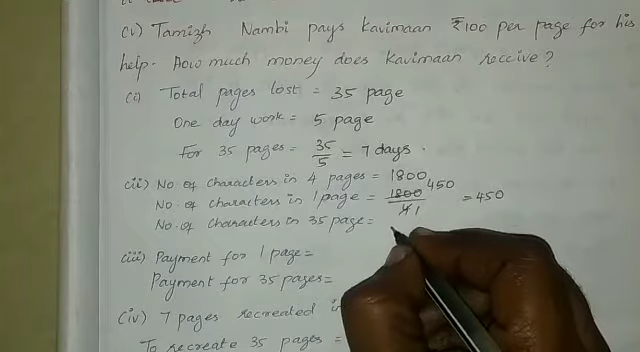 (v) Tamizh Nambi pays Kavimaan ₹100 per page for his
help. How much money does Kavimaan receive?
(i) Total pages lost = 35 page
One day work = 5 page
For 35 pages = 35/5 = 7 days.
(ii) No. of characters in 4 pages = 1800
No. of characters in 1 page = 1800/4 450 1 = 450
No. of Characters in 35 page =
(iii) Payment for 1 page =
Payment for 35 pages =
(iv) 7 pages recreated in
To recreate 35 pages =